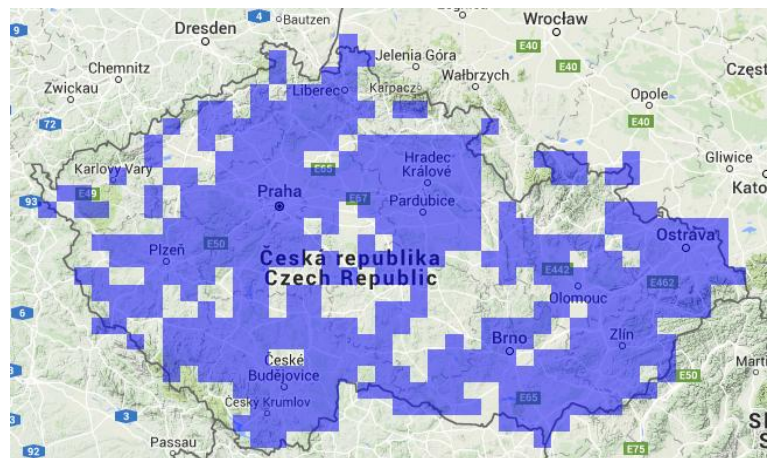 4
Bautzen
Wrocław
9
Dresden
E40
Jelenia Góra
E40
Chemnitz
Częst
Wałbrzych
Zwickau
Liberec
Karpacz
Opole
72
E40
Karlovy Vary
E65
Hradec
Králové
Gliwice
Kato
93
E49
Praha
E67
Pardubice
Plzeň
E50
Ostrava
Česká republika
Czech Republic
E442
E462
Olomouc
6
Brno
Zlín
České
Budějovice
Marti
3
E50
Český Krumlov
E65
3
Passau
92
E75